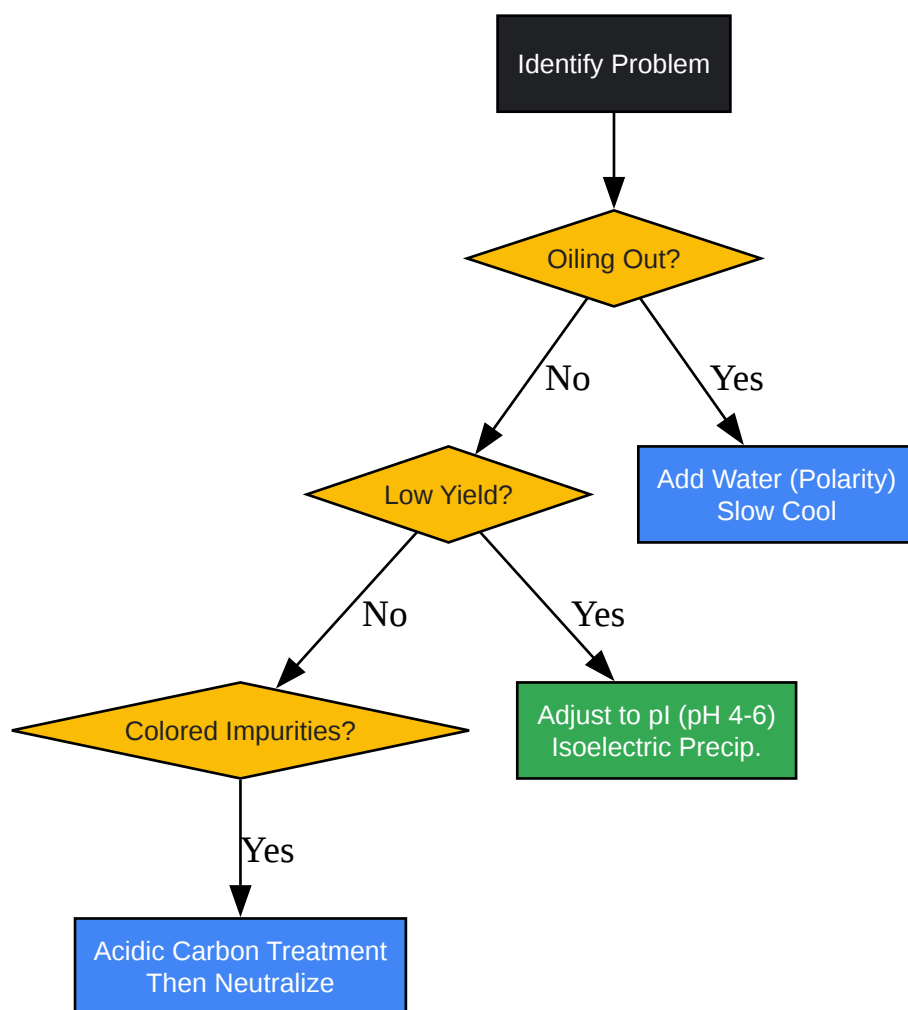 Identify Problem
Oiling Out?
No
Yes
Low Yield?
Add Water (Polarity)
Slow Cool
No
Yes
Colored Impurities?
Adjust to pI (pH 4-6)
Isoelectric Precip.
Yes
Acidic Carbon Treatment
Then Neutralize